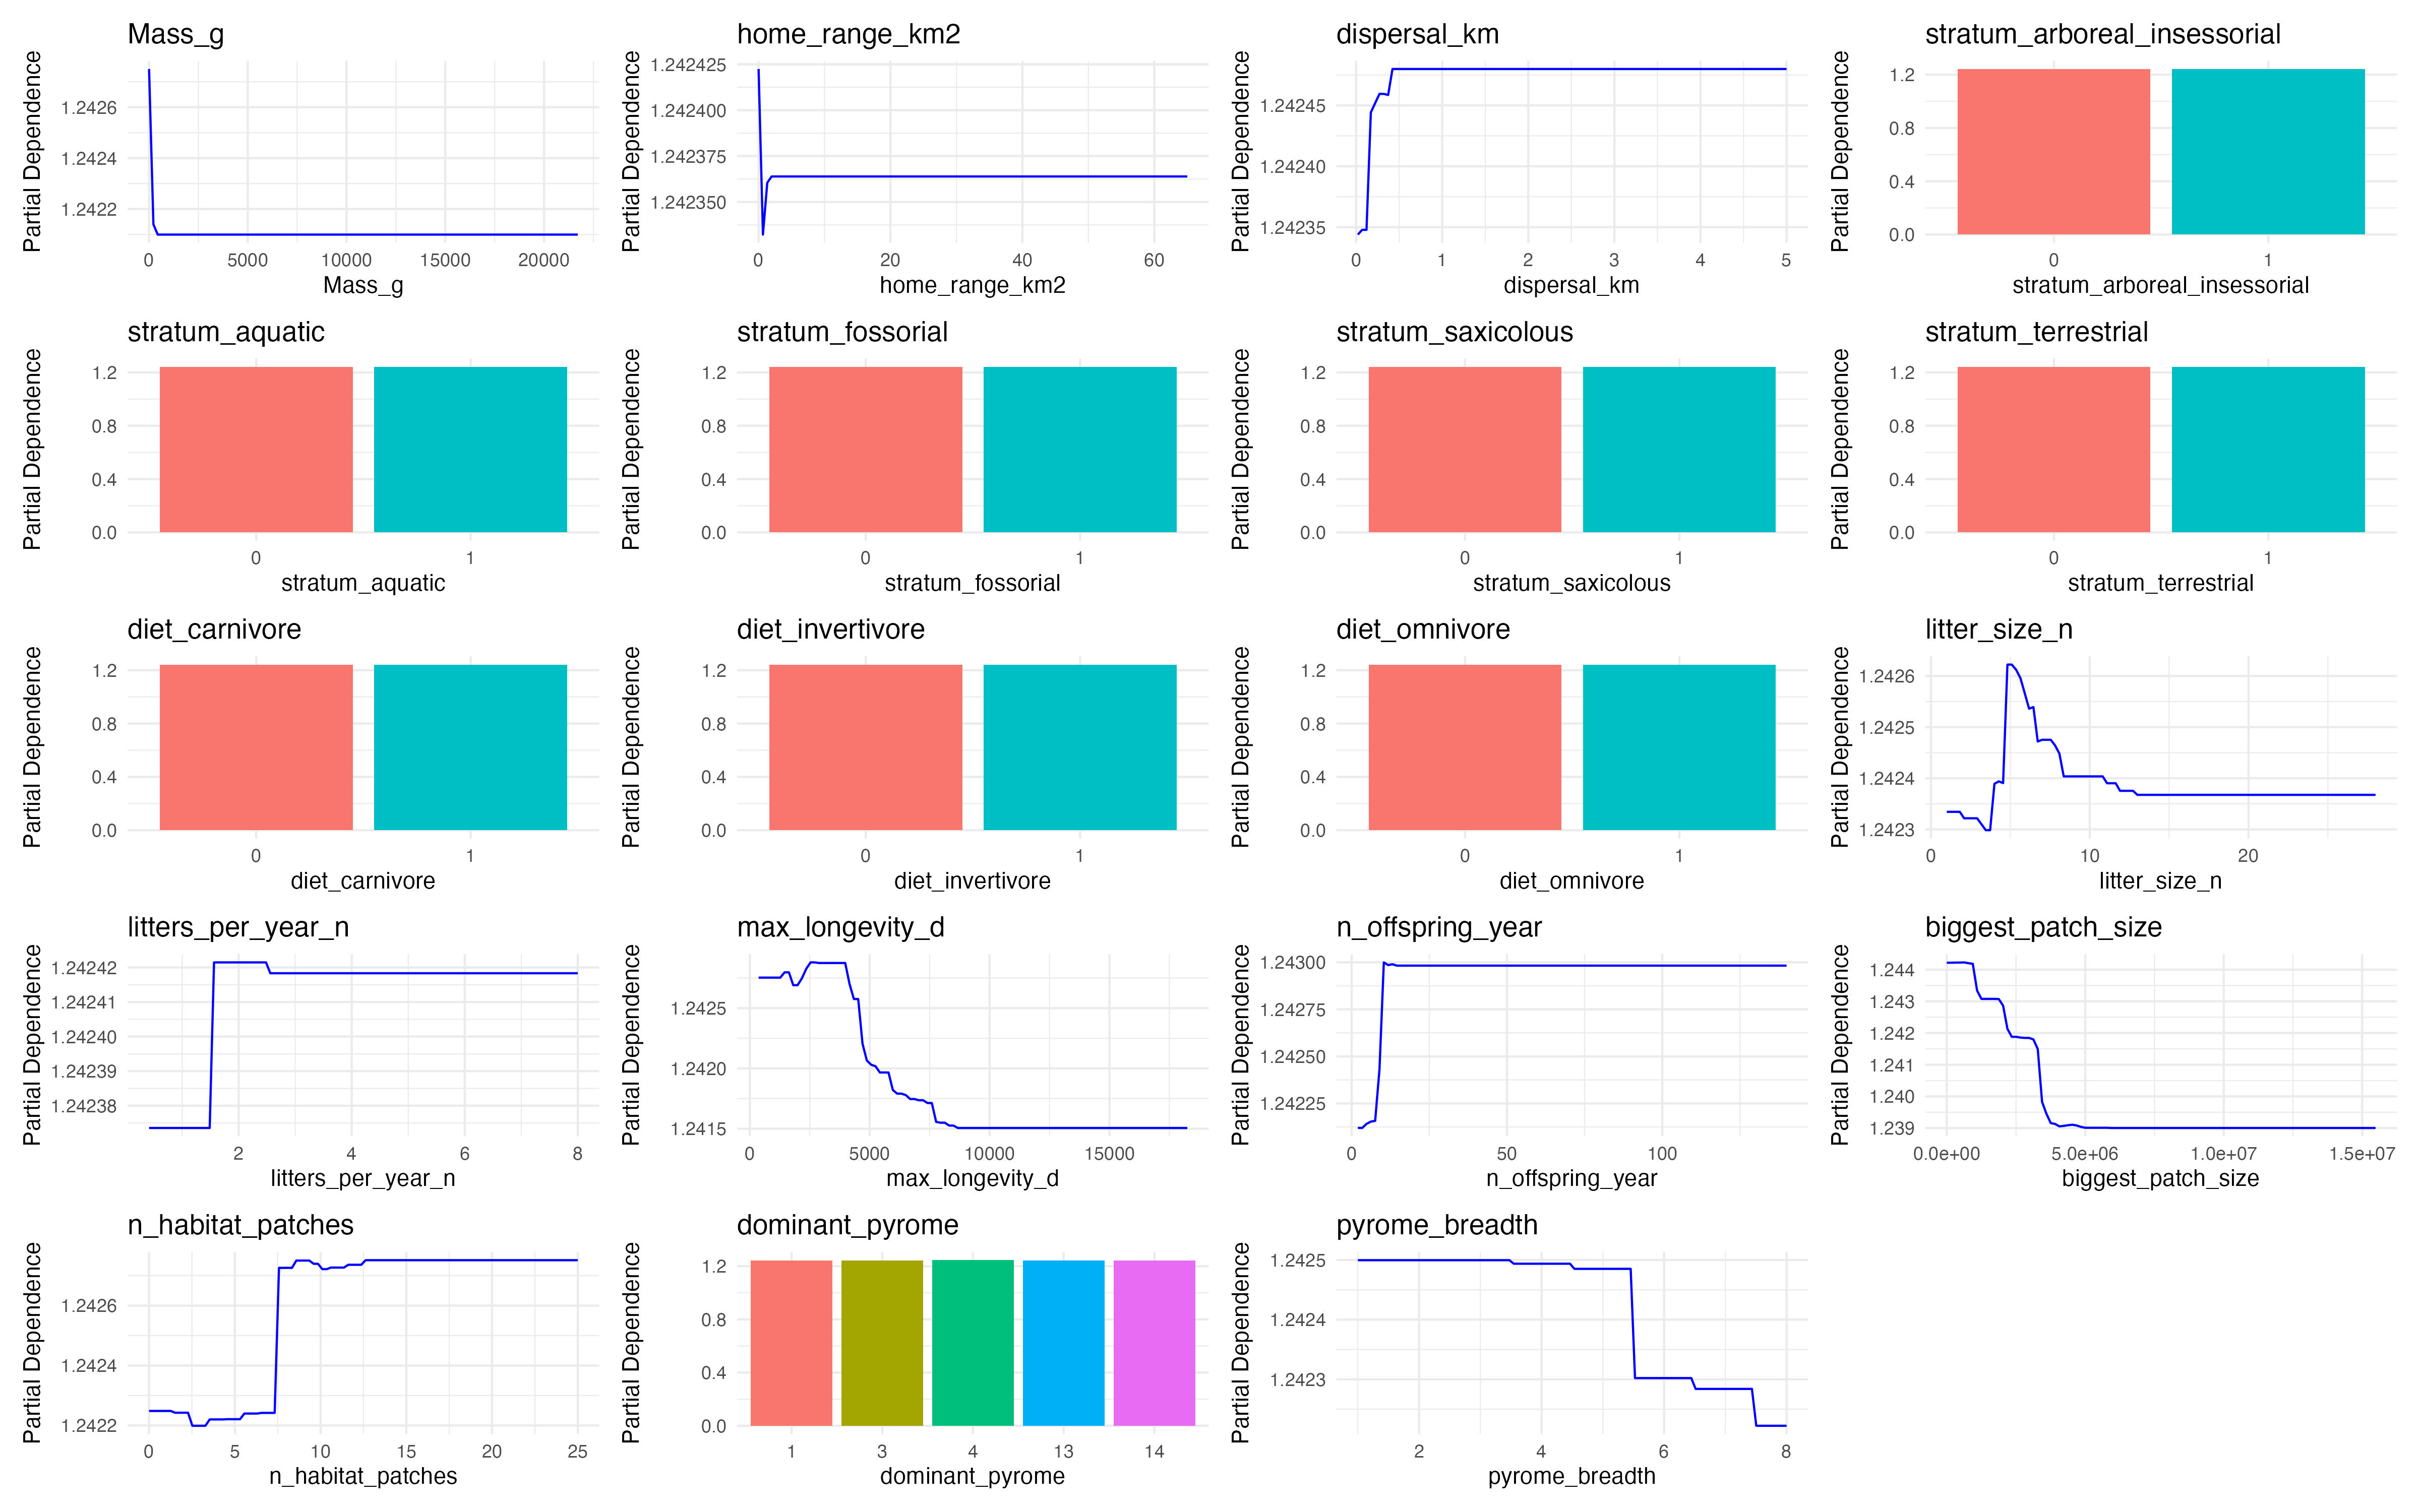 Mass_g
Partial Dependence
1.2426
1.2424
1.2422
0 5000 10000 15000 20000
Mass_g
home_range_km2
Partial Dependence
1.242425
1.242400
1.242375
1.242350
0 20 40 60
home_range_km2
dispersal_km
Partial Dependence
1.24245
1.24240
1.24235
0 1 2 3 4 5
dispersal_km
stratum_arboreal_insessorial
Partial Dependence
1.2
0.8
0.4
0.0
0 1
stratum_arboreal_insessorial
stratum_aquatic
Partial Dependence
1.2
0.8
0.4
0.0
0 1
stratum_aquatic
stratum_fossorial
Partial Dependence
1.2
0.8
0.4
0.0
0 1
stratum_fossorial
stratum_saxicolous
Partial Dependence
1.2
0.8
0.4
0.0
0 1
stratum_saxicolous
stratum_terrestrial
Partial Dependence
1.2
0.8
0.4
0.0
0 1
stratum_terrestrial
diet_carnivore
Partial Dependence
1.2
0.8
0.4
0.0
0 1
diet_carnivore
diet_invertivore
Partial Dependence
1.2
0.8
0.4
0.0
0 1
diet_invertivore
diet_omnivore
Partial Dependence
1.2
0.8
0.4
0.0
0 1
diet_omnivore
litter_size_n
Partial Dependence
1.2426
1.2425
1.2424
1.2423
0 10 20
litter_size_n
litters_per_year_n
Partial Dependence
1.24242
1.24241
1.24240
1.24239
1.24238
2 4 6 8
litters_per_year_n
max_longevity_d
Partial Dependence
1.2425
1.2420
1.2415
0 5000 10000 15000
max_longevity_d
n_offspring_year
Partial Dependence
1.24300
1.24275
1.24250
1.24225
0 50 100
n_offspring_year
biggest_patch_size
Partial Dependence
1.244
1.243
1.242
1.241
1.240
1.239
0.0e+00 5.0e+06 1.0e+07 1.5e+07
biggest_patch_size
n_habitat_patches
Partial Dependence
1.2426
1.2424
1.2422
0 5 10 15 20 25
n_habitat_patches
dominant_pyrome
Partial Dependence
1.2
0.8
0.4
0.0
1 3 4 13 14
dominant_pyrome
pyrome_breadth
Partial Dependence
1.2425
1.2424
1.2423
2 4 6 8
pyrome_breadth